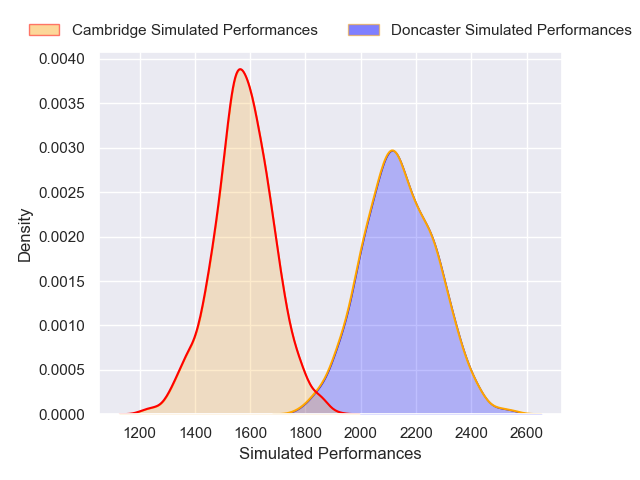 Cambridge Simulated Performances Doncaster Simulated Performances
0.0040
0.0035
0.0030
0.0025
0.0020
0.0015
0.0010
0.0005
0.0000
Density
1200 1400 1600 1800 2000 2200 2400 2600
Simulated Performances